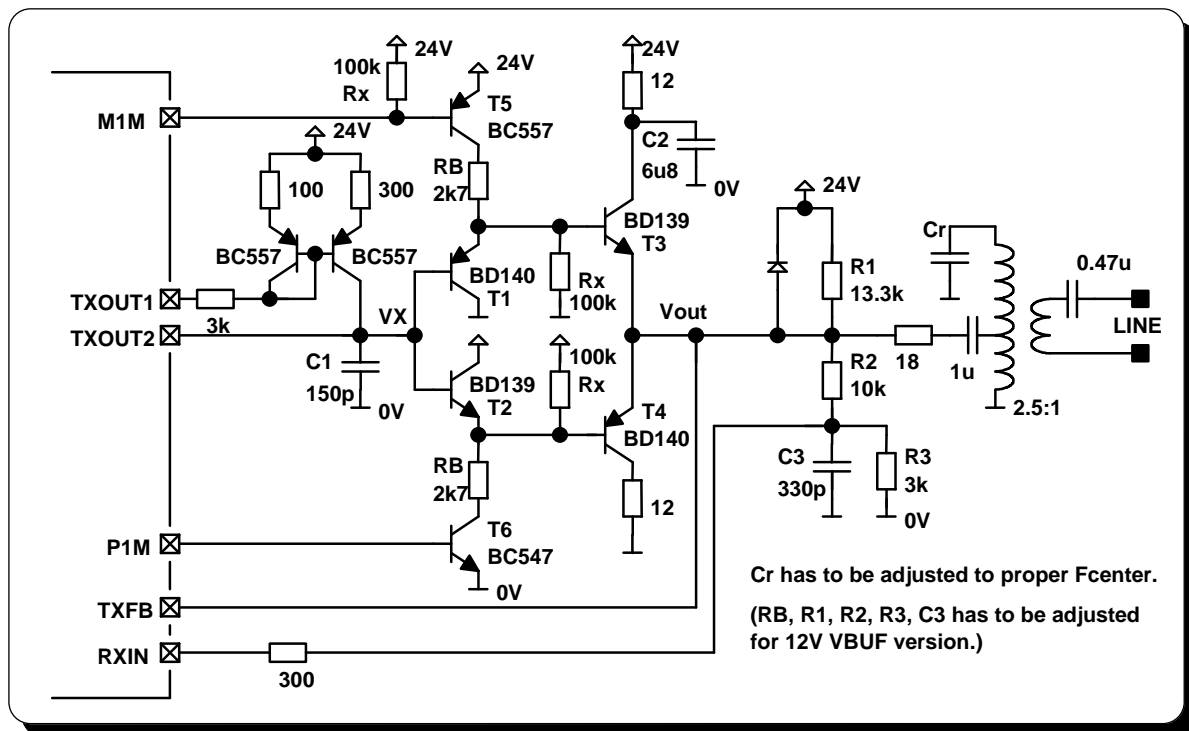 24V
24V
24V
100k
Rx
12
T5
M1M
BC557
24V
C2
6u8
RB
2k7
0V
24V
100
300
BD139
T3
Cr
BC557
BC557
BD140
T1
Rx
100k
R1
13.3k
0.47u
TXOUT1
3k
VX
Vout
LINE
TXOUT2
C1
150p
0V
BD139
T2
100k
Rx
T4
BD140
R2
10k
18
1u
2.5:1
RB
2k7
C3
330p
R3
3k
12
0V
T6
BC547
P1M
0V
Cr has to be adjusted to proper Fcenter.
TXFB
(RB, R1, R2, R3, C3 has to be adjusted
for 12V VBUF version.)
RXIN
300